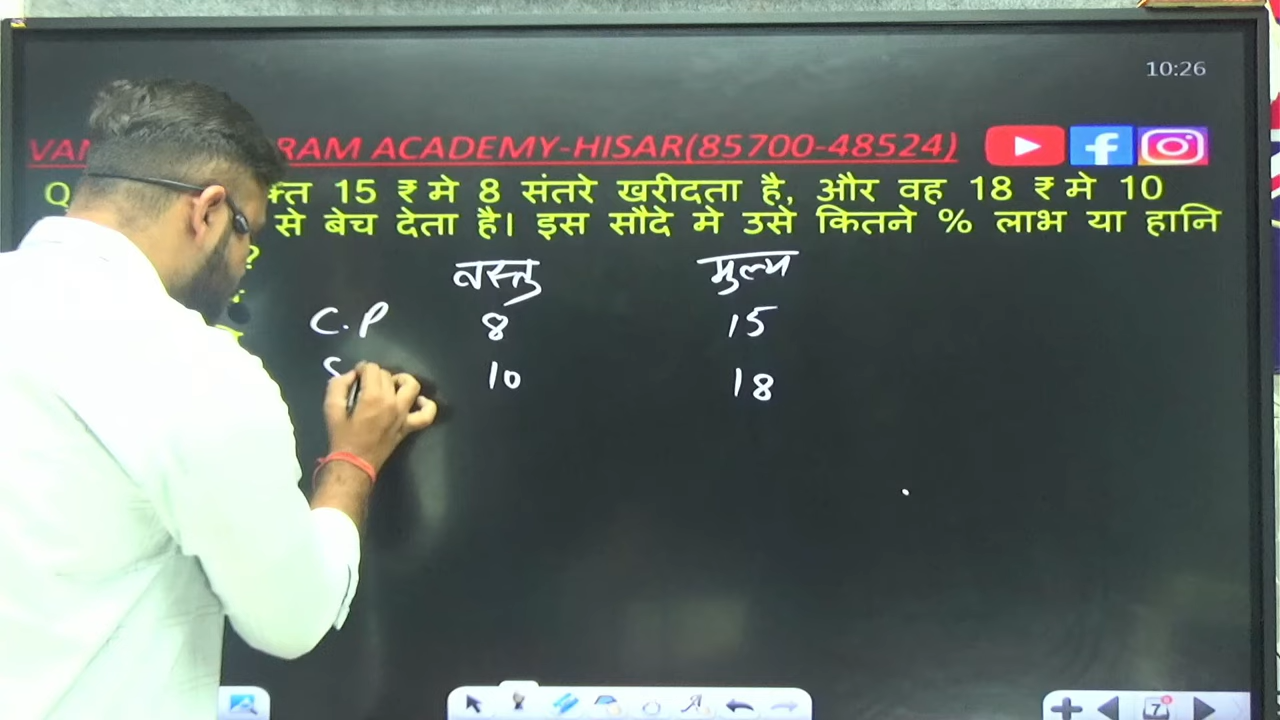 10:26
RAM ACADEMY-HISAR(85700-48524)
15 ₹ मे 8 संतरे खरीदता है, और वह 18 ₹ मे 10
से बेच देता है। इस सौदे मे उसे कितने % लाभ या हानि
?
वस्तु मुल्य
C.P 8 15
S 10 18